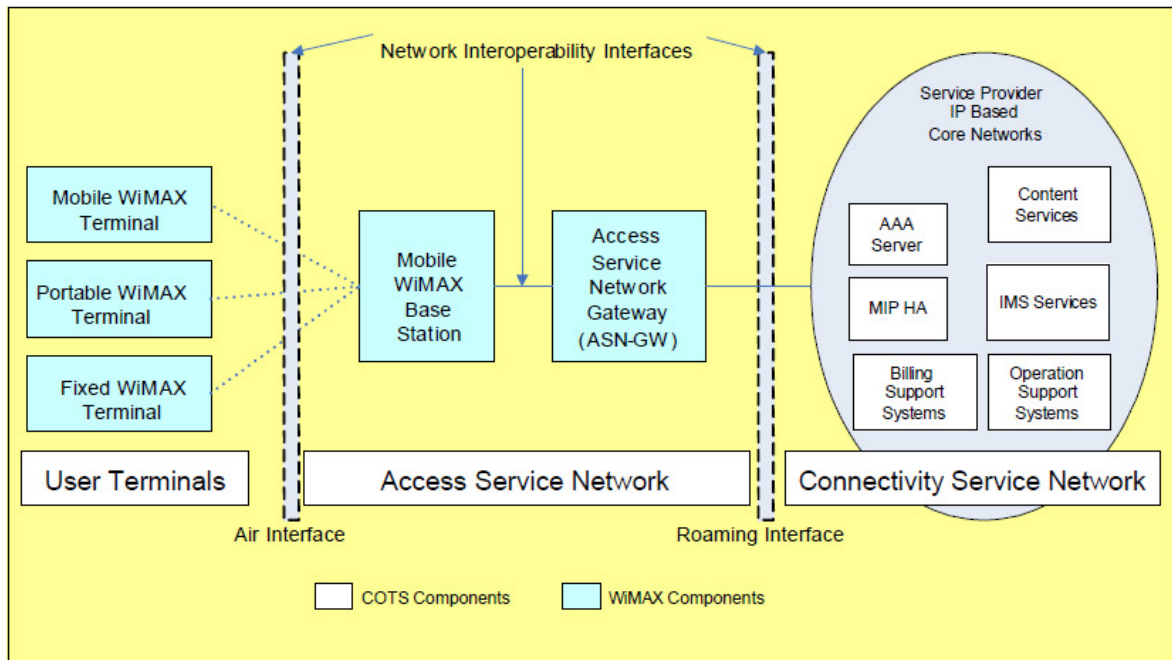 Network Interoperability Interfaces
Service Provider
IP Based
Core Networks
Mobile WiMAX
Terminal
Portable WiMAX
Terminal
Fixed WiMAX
Terminal
Mobile
WiMAX
Base
Station
Access
Service
Network
Gateway
(ASN-GW)
AAA
Server
Content
Services
MIP HA
IMS Services
Billing
Support
Systems
Operation
Support
Systems
User Terminals
Access Service Network
Connectivity Service Network
Air Interface
Roaming Interface
COTS Components
WiMAX Components